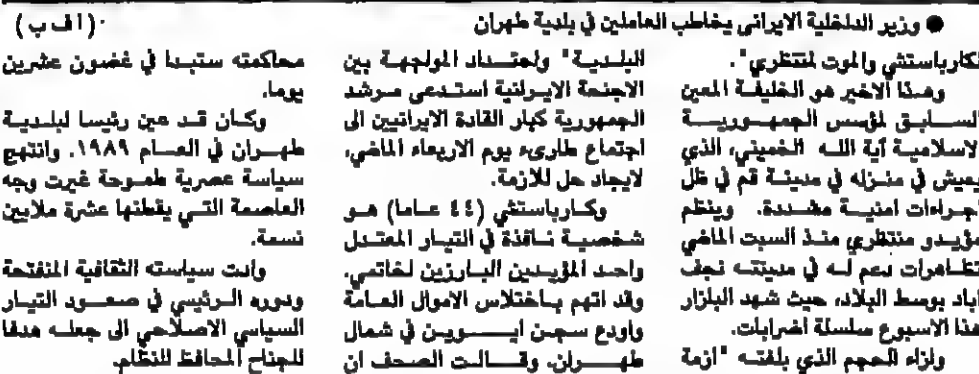 ● وزير الداخلية الايراني يخاطب العاملين في بلدية طهران
(اف ب)
لكارباستشي والموت لمنتظري".
وهذا الاخير هو الخليفة المعين
السابق لمؤسس الجمهورية
الاسلامية آية الله الخميني، الذي
يعيش في منزله في مدينة قم في ظل
اجراءات امنية مشددة. وينظم
مؤيدو منتظري منذ السبت الماضي
تظاهرات دعم له في مدينته نجف
اباد بوسط البلاد، حيث شهد البازار
هذا الاسبوع سلسلة اضرابات.
وازاء الحجم الذي بلغته "ازمة
البلدية" واحتداد المواجهة بين
الاجنحة الايرانية استدعى مرشد
الجمهورية كبار القادة الايرانيين الى
اجتماع طارىء يوم الاربعاء الماضي،
لايجاد حل للازمة.
وكارباستشي (٤٤ عاما) هو
شخصية نافذة في التيار المعتدل
واحد المؤيدين البارزين لخاتمي.
وقد اتهم باختلاس الاموال العامة
واودع سجن ايوين في شمال
طهران. وقالت الصحف ان
محاكمته ستبدا في غضون عشرين
يوما.
وكان قد عين رئيسا لبلدية
طهران في العام ١٩٨٩. وانتهج
سياسة عصرية طموحة غيرت وجه
العاصمة التي يقطنها عشرة ملايين
نسمة.
وادت سياسته الثقافية المنفتحة
ودوره الرئيسي في صعود التيار
السياسي الاصلاحي الى جعله هدفا
للجناح المحافظ للنظام.